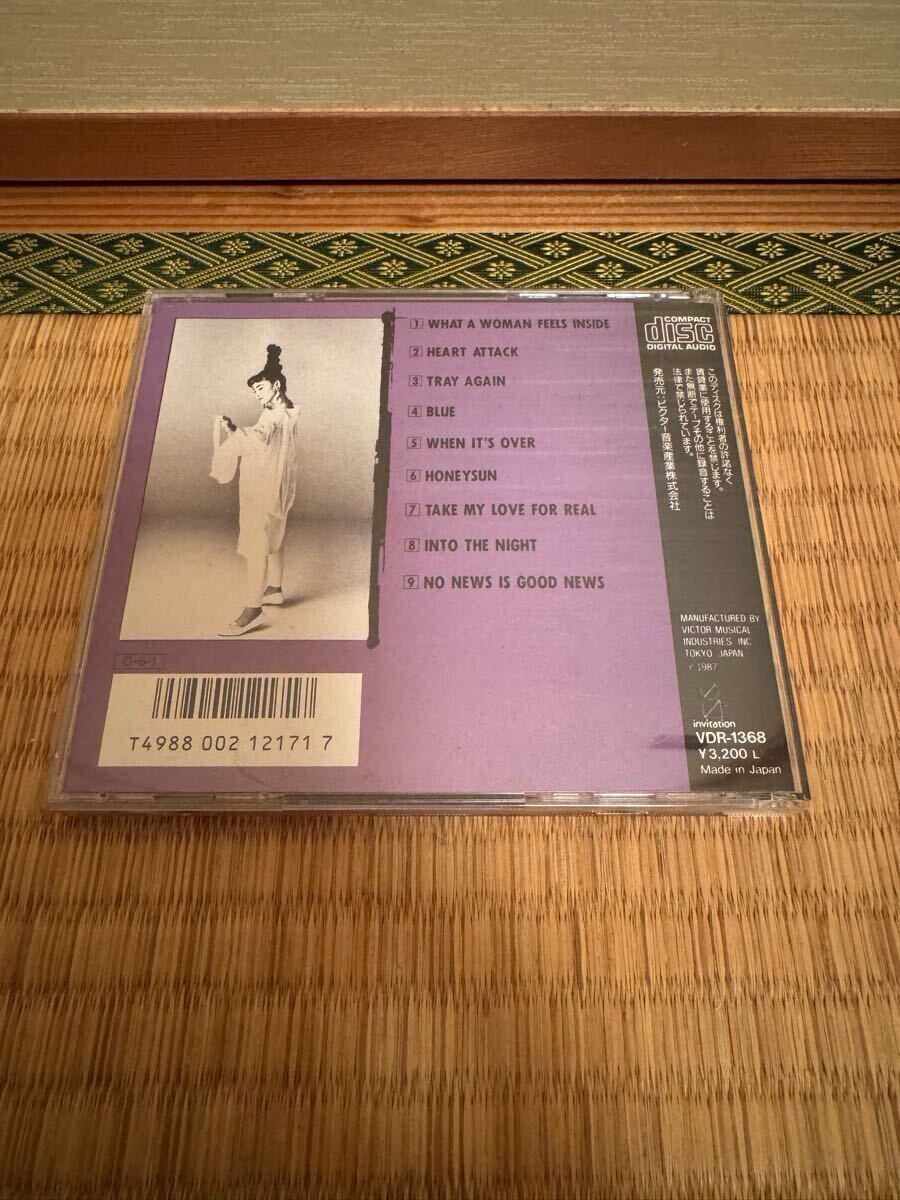 1 WHAT A WOMAN FEELS INSIDE
2 HEART ATTACK
3 TRAY AGAIN
4 BLUE
5 WHEN IT'S OVER
6 HONEYSUN
7 TAKE MY LOVE FOR REAL
8 INTO THE NIGHT
9 NO NEWS IS GOOD NEWS
G-6-1
T4988 002 12171 7
COMPACT
disc
DIGITAL AUDIO
このディスクは権利者の許諾なく
賃貸業に使用することを禁じます。
また無断でテープその他に録音することは
法律で禁じられています。
発売元:ビクター音楽産業株式会社
MANUFACTURED BY
VICTOR MUSICAL
INDUSTRIES INC
TOKYO JAPAN
1987
invitation
VDR-1368
¥3,200 L
Made in Japan